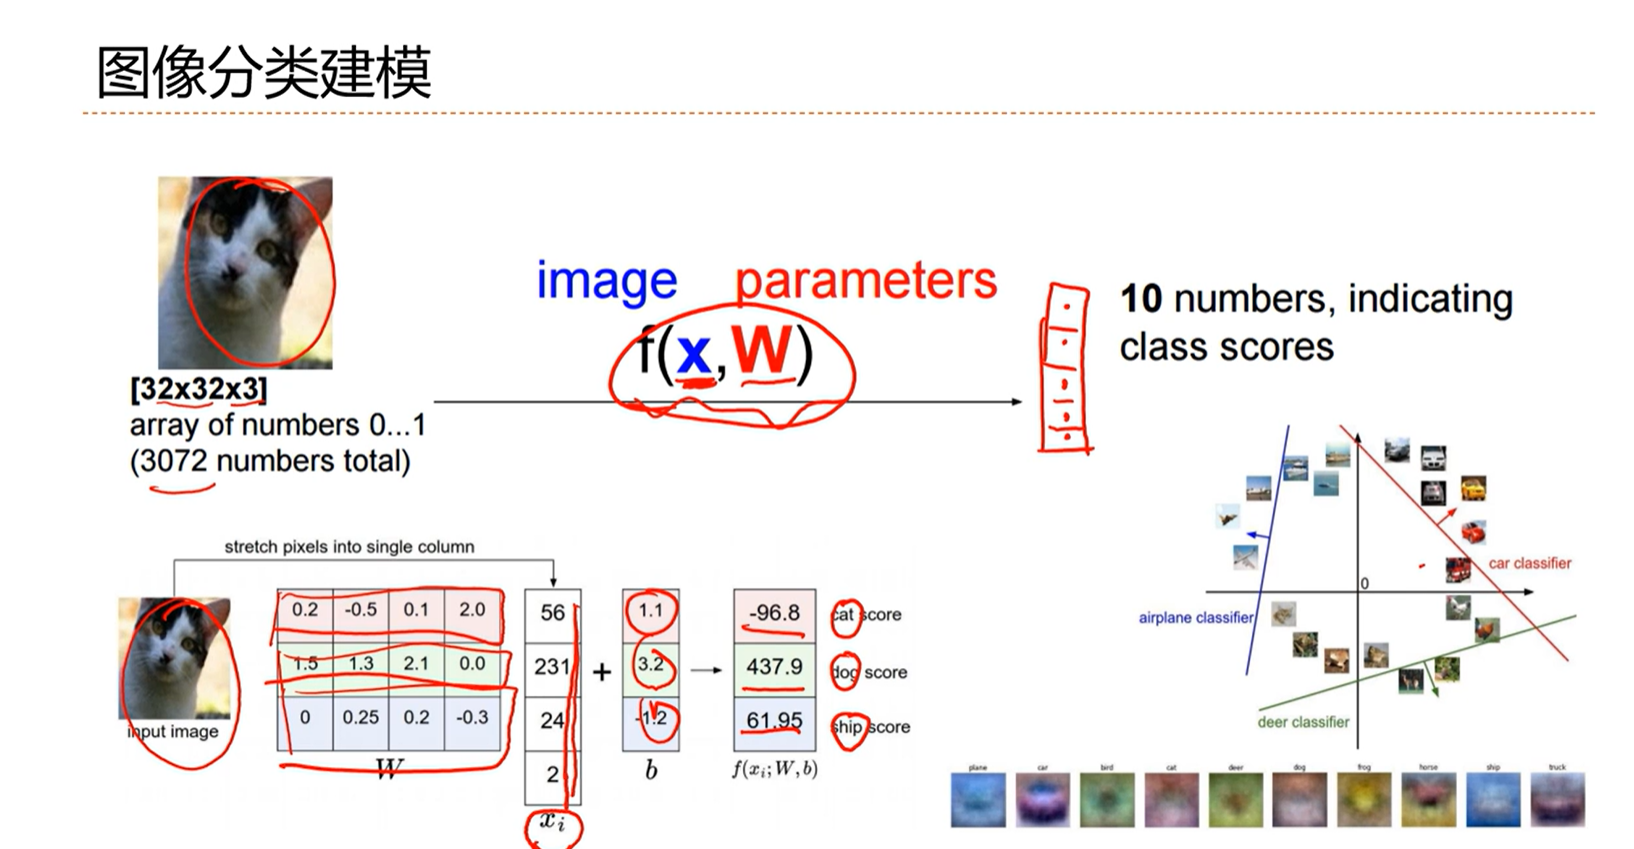 图像分类建模
image parameters
f(x,W)
[32x32x3]
array of numbers 0...1
(3072 numbers total)
10 numbers, indicating
class scores
stretch pixels into single column
input image
0.2 -0.5 0.1 2.0
1.5 1.3 2.1 0.0
0 0.25 0.2 -0.3
W
56
231
24
2
xi
+
1.1
3.2
-1.2
b
-96.8
437.9
61.95
f(xi; W, b)
cat score
dog score
ship score
car classifier
0
airplane classifier
deer classifier
plane car bird cat deer dog frog horse ship truck